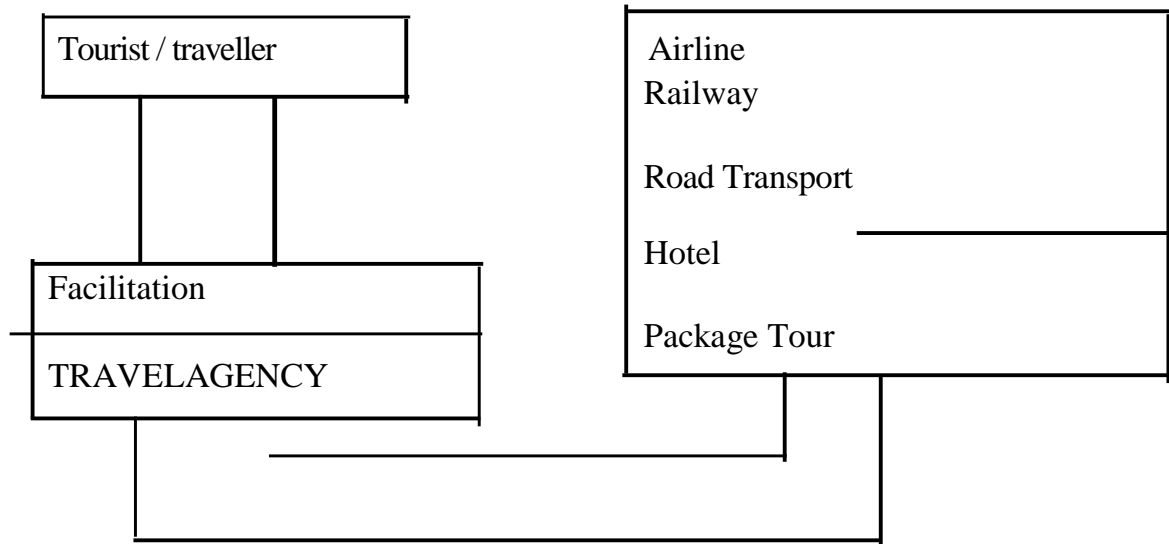 Tourist / traveller
Facilitation
TRAVELAGENCY
Airline
Railway
Road Transport
Hotel
Package Tour